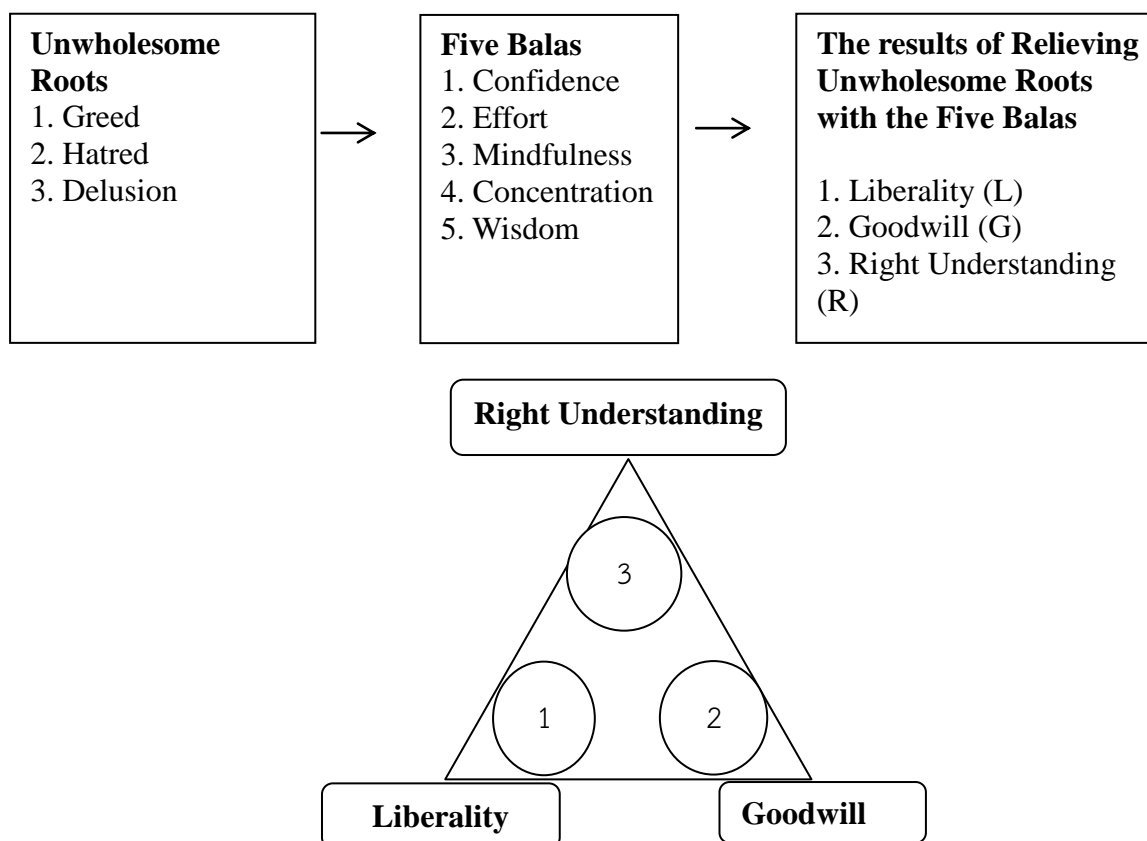 Unwholesome
Roots
1. Greed
2. Hatred
3. Delusion
Five Balas
1. Confidence
2. Effort
3. Mindfulness
4. Concentration
5. Wisdom
The results of Relieving
Unwholesome Roots
with the Five Balas
1. Liberality (L)
2. Goodwill (G)
3. Right Understanding
(R)
Right Understanding
3
1
2
Liberality
Goodwill